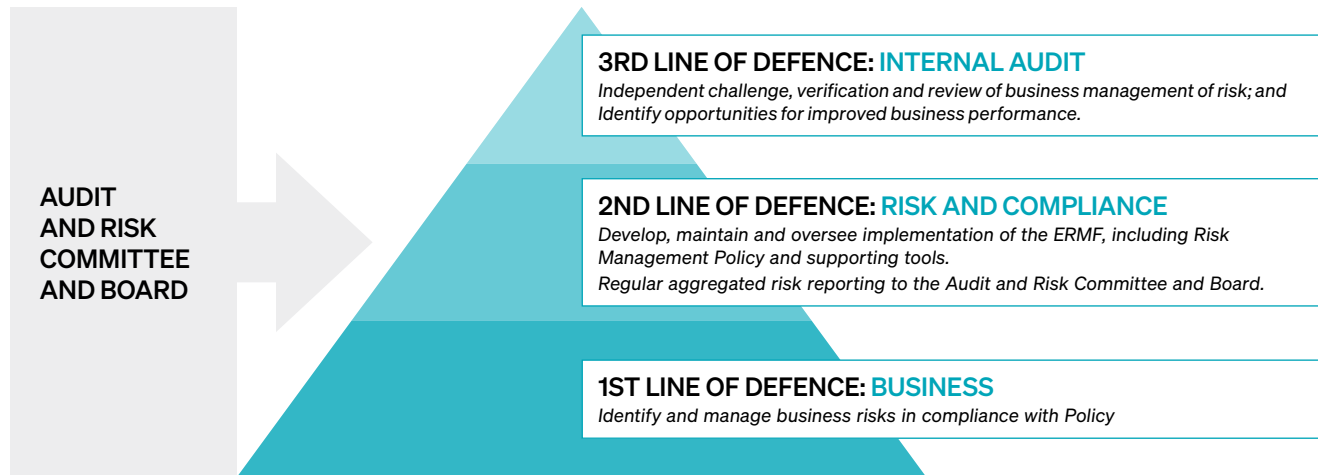 AUDIT
AND RISK
COMMITTEE
AND BOARD
3RD LINE OF DEFENCE: INTERNAL AUDIT
Independent challenge, verification and review of business management of risk; and
Identify opportunities for improved business performance.
2ND LINE OF DEFENCE: RISK AND COMPLIANCE
Develop, maintain and oversee implementation of the ERMF, including Risk
Management Policy and supporting tools.
Regular aggregated risk reporting to the Audit and Risk Committee and Board.
1ST LINE OF DEFENCE: BUSINESS
Identify and manage business risks in compliance with Policy